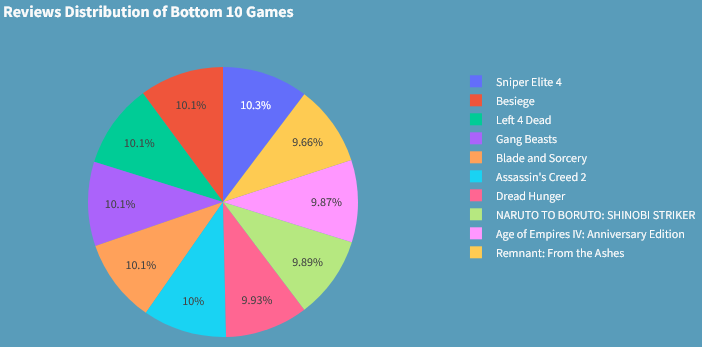 Reviews Distribution of Bottom 10 Games
10.3%
9.66%
9.87%
9.89%
9.93%
10%
10.1%
10.1%
10.1%
10.1%
Sniper Elite 4
Besiege
Left 4 Dead
Gang Beasts
Blade and Sorcery
Assassin's Creed 2
Dread Hunger
NARUTO TO BORUTO: SHINOBI STRIKER
Age of Empires IV: Anniversary Edition
Remnant: From the Ashes